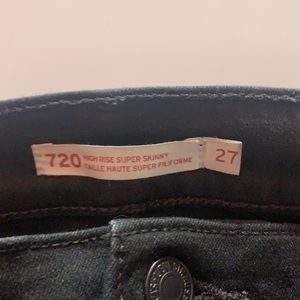 720 HIGH RISE SUPER SKINNY
TAILLE HAUTE SUPER FILIFORME
27